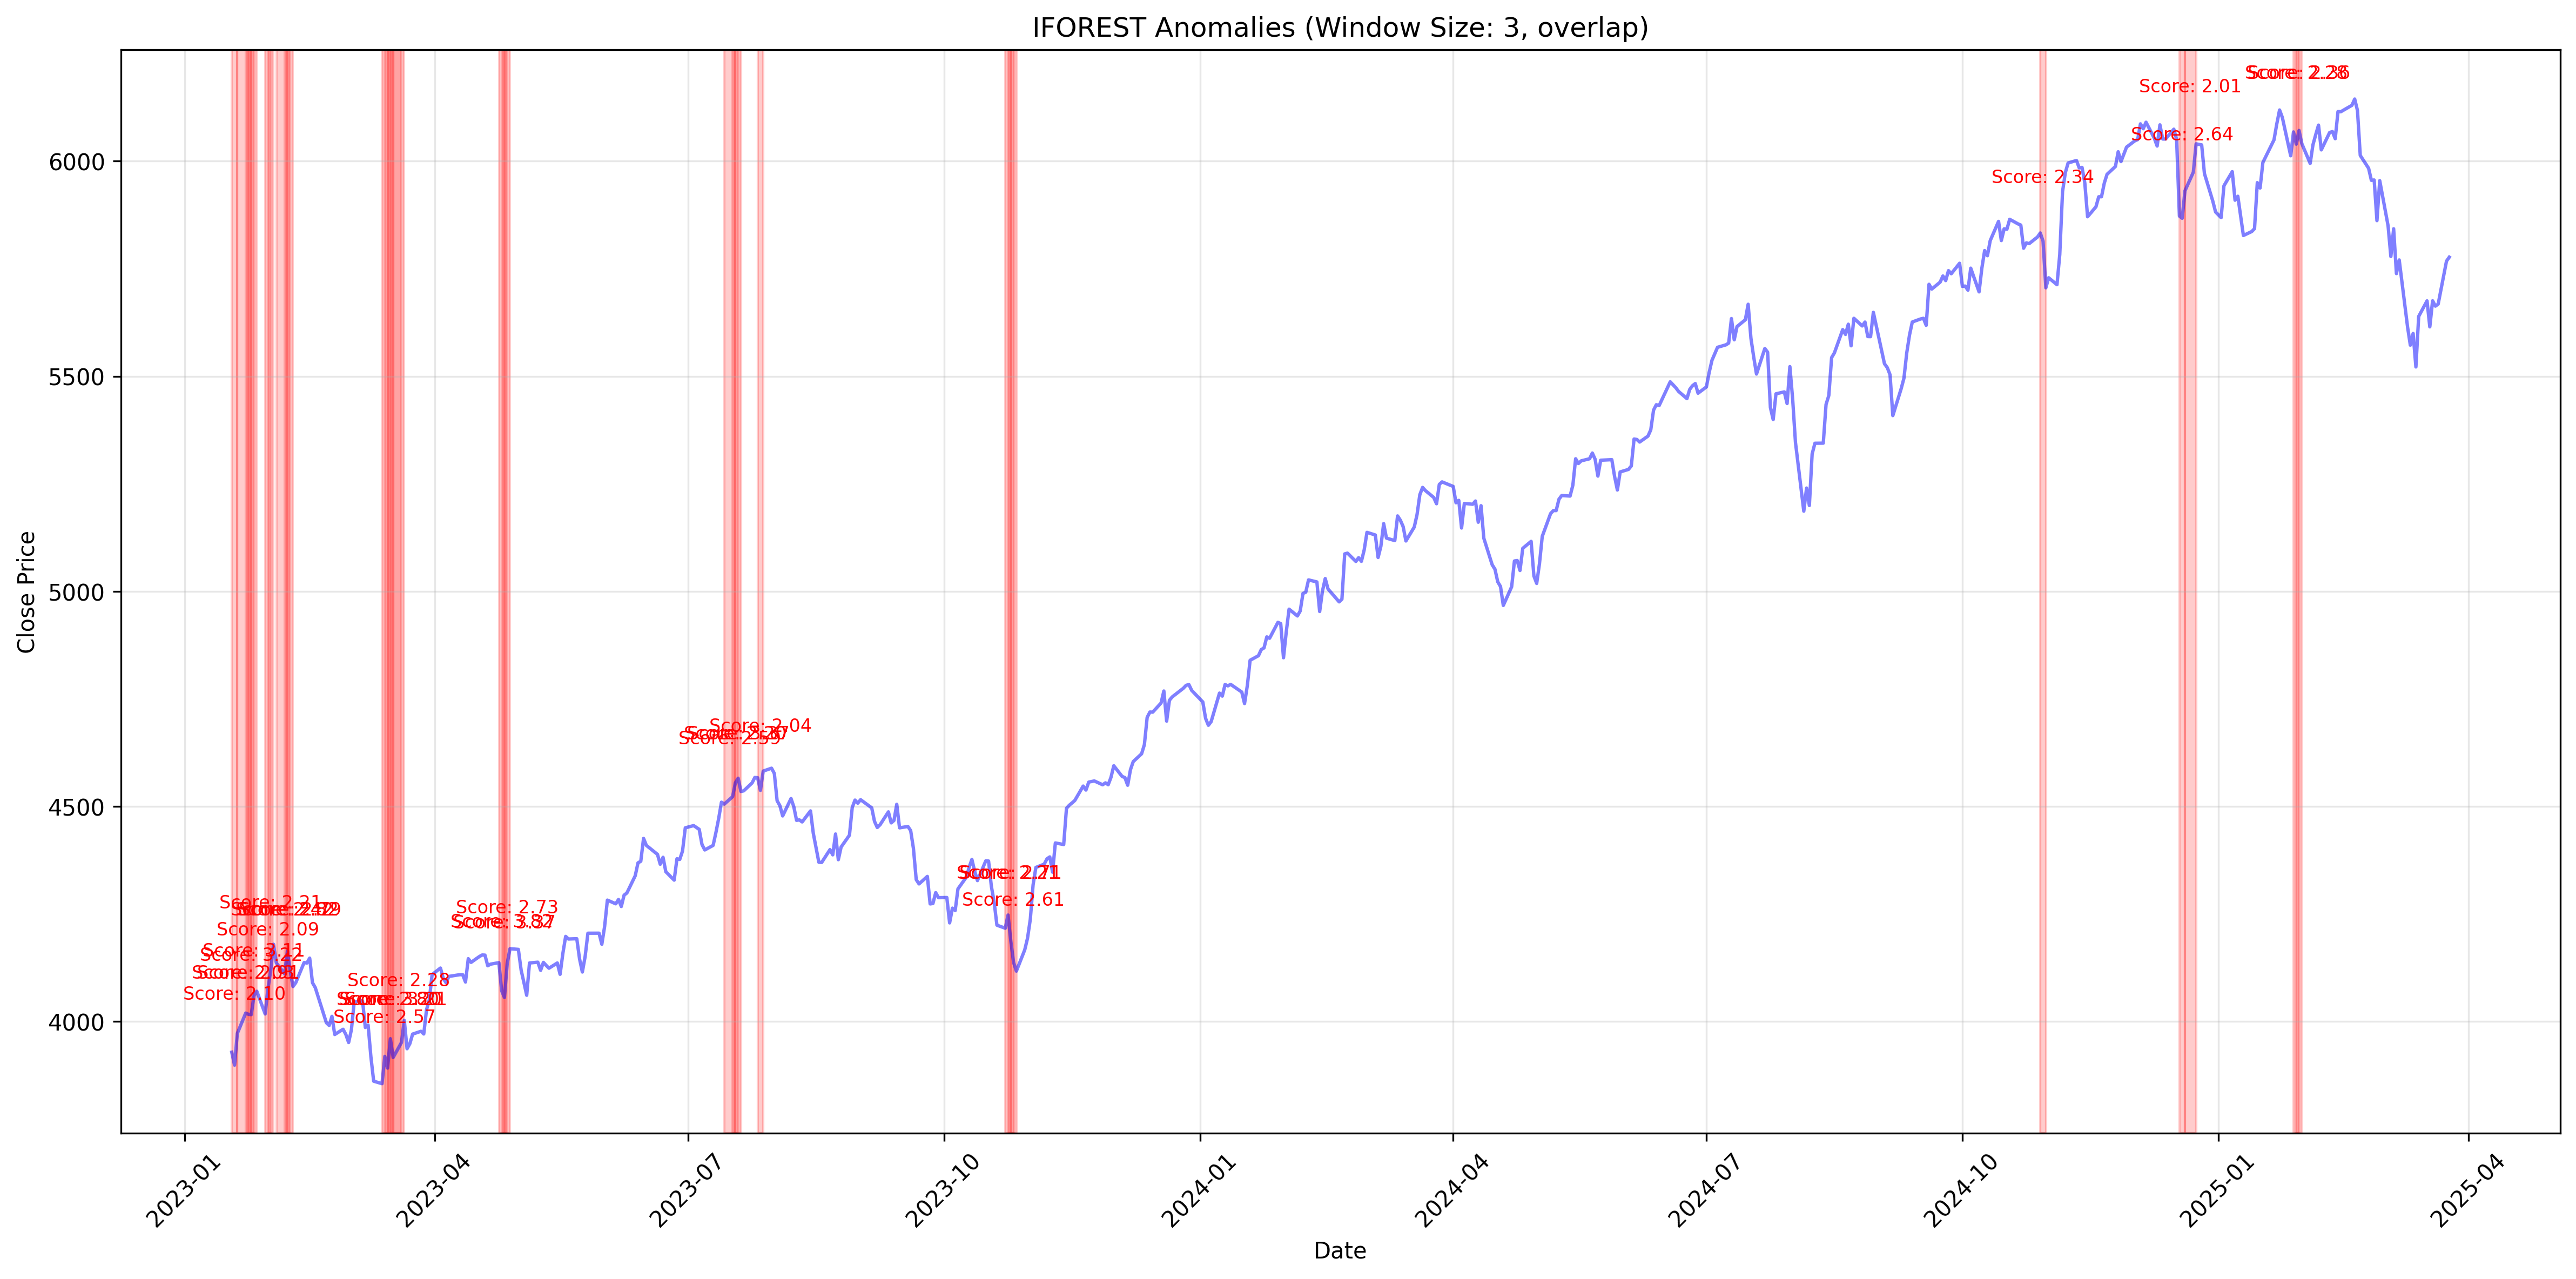 IFOREST Anomalies (Window Size: 3, overlap)
Score: 2.01
Score: 2.64
Score: 2.34
Score: 2.04
Score: 2.61
Score: 2.73
Score: 2.21
Score: 2.09
Score: 2.10
Score: 2.28
Score: 2.57
6000
5500
5000
4500
4000
Close Price
2023-01
2023-04
2023-07
2023-10
2024-01
2024-04
2024-07
2024-10
2025-01
2025-04
Date